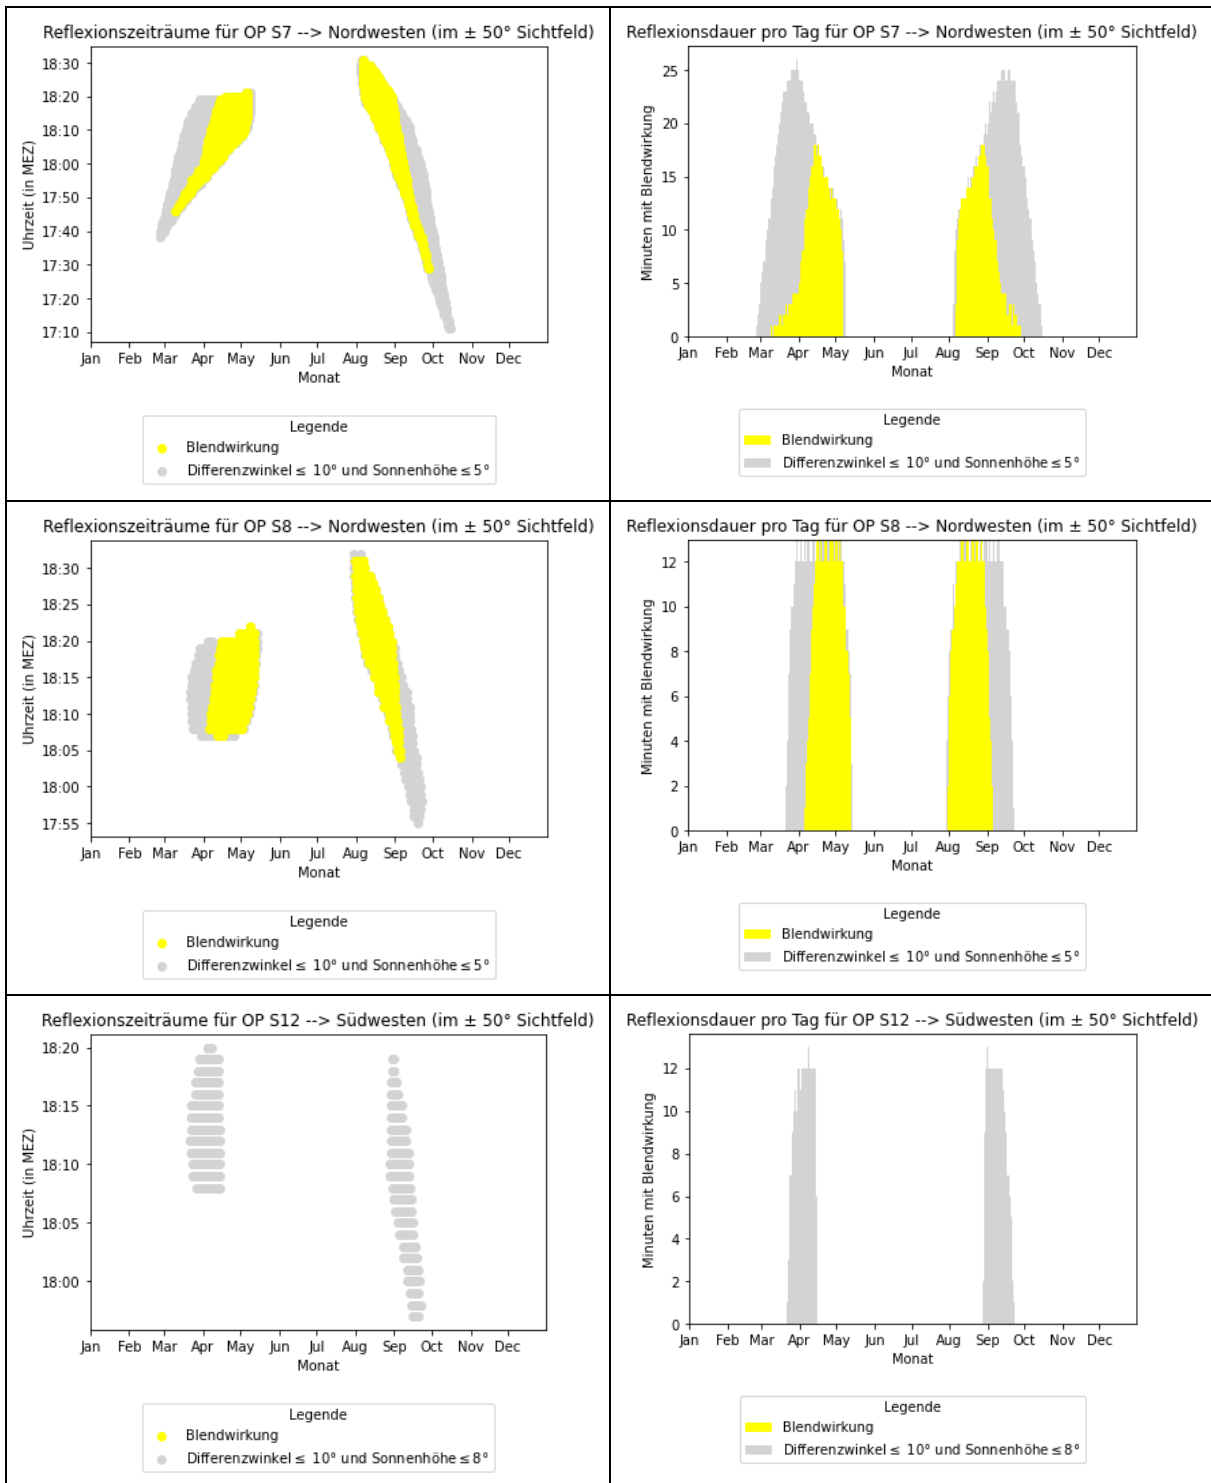 Reflexionszeiträume für OP S7 --> Nordwesten (im ± 50° Sichtfeld)
18:30
18:20
18:10
18:00
17:50
17:40
17:30
17:20
17:10
Uhrzeit (in MEZ)
Jan Feb Mar Apr May Jun Jul Aug Sep Oct Nov Dec
Monat
Legende
Blendwirkung
Differenzwinkel ≤ 10° und Sonnenhöhe ≤ 5°
Reflexionsdauer pro Tag für OP S7 --> Nordwesten (im ± 50° Sichtfeld)
25
20
15
10
5
0
Minuten mit Blendwirkung
Jan Feb Mar Apr May Jun Jul Aug Sep Oct Nov Dec
Monat
Legende
Blendwirkung
Differenzwinkel ≤ 10° und Sonnenhöhe ≤ 5°
Reflexionszeiträume für OP S8 --> Nordwesten (im ± 50° Sichtfeld)
18:30
18:25
18:20
18:15
18:10
18:05
18:00
17:55
Uhrzeit (in MEZ)
Jan Feb Mar Apr May Jun Jul Aug Sep Oct Nov Dec
Monat
Legende
Blendwirkung
Differenzwinkel ≤ 10° und Sonnenhöhe ≤ 5°
Reflexionsdauer pro Tag für OP S8 --> Nordwesten (im ± 50° Sichtfeld)
12
10
8
6
4
2
0
Minuten mit Blendwirkung
Jan Feb Mar Apr May Jun Jul Aug Sep Oct Nov Dec
Monat
Legende
Blendwirkung
Differenzwinkel ≤ 10° und Sonnenhöhe ≤ 5°
Reflexionszeiträume für OP S12 --> Südwesten (im ± 50° Sichtfeld)
18:20
18:15
18:10
18:05
18:00
Uhrzeit (in MEZ)
Jan Feb Mar Apr May Jun Jul Aug Sep Oct Nov Dec
Monat
Legende
Blendwirkung
Differenzwinkel ≤ 10° und Sonnenhöhe ≤ 8°
Reflexionsdauer pro Tag für OP S12 --> Südwesten (im ± 50° Sichtfeld)
12
10
8
6
4
2
0
Minuten mit Blendwirkung
Jan Feb Mar Apr May Jun Jul Aug Sep Oct Nov Dec
Monat
Legende
Blendwirkung
Differenzwinkel ≤ 10° und Sonnenhöhe ≤ 8°